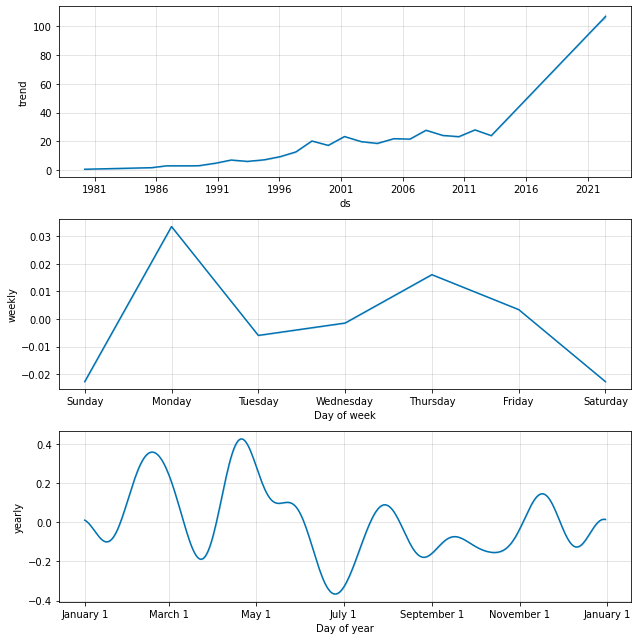 100
80
60
40
20
0
trend
1981 1986 1991 1996 2001 2006 2011 2016 2021
ds
0.03
0.02
0.01
0.00
−0.01
−0.02
weekly
Sunday Monday Tuesday Wednesday Thursday Friday Saturday
Day of week
0.4
0.2
0.0
−0.2
−0.4
yearly
January 1 March 1 May 1 July 1 September 1 November 1 January 1
Day of year